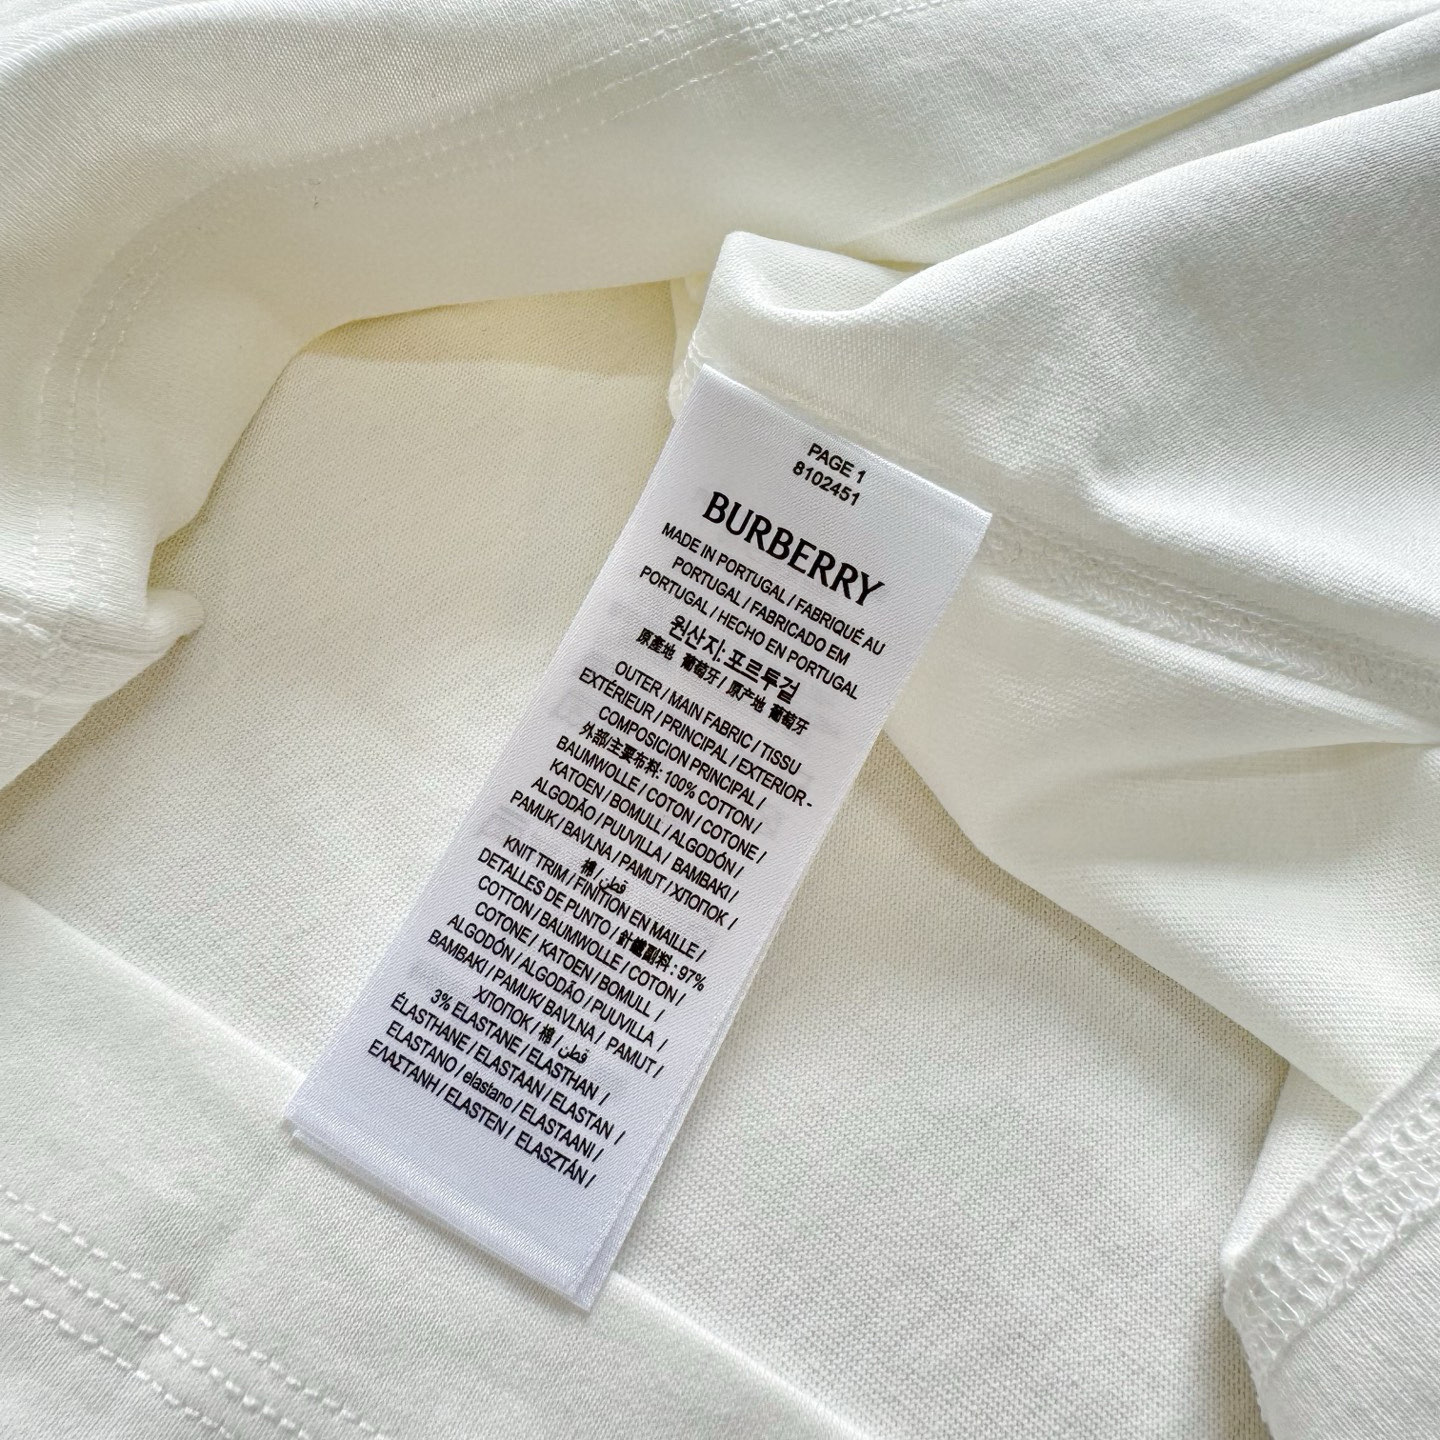 PAGE 1
8102451
BURBERRY
MADE IN PORTUGAL / FABRIQUÉ AU
PORTUGAL / FABRICADO EM
PORTUGAL / HECHO EN PORTUGAL
원산지: 포르투걸
原產地 葡萄牙 / 原产地 葡萄牙
OUTER / MAIN FABRIC / TISSU
EXTÉRIEUR / PRINCIPAL / EXTERIOR -
COMPOSICION PRINCIPAL /
外部/主要布料: 100% COTTON /
BAUMWOLLE / COTON / COTONE /
KATOEN / BOMULL / ALGODÓN /
ALGODÃO / PUUVILLA / BAMBAKI /
PAMUK / BAVLNA / PAMUT / ХЛОПОК /
棉 / قطن
KNIT TRIM / FINITION EN MAILLE /
DETALLES DE PUNTO / 針織副料 : 97%
COTTON / BAUMWOLLE / COTON /
COTONE / KATOEN / BOMULL /
ALGODÓN / ALGODÃO / PUUVILLA /
BAMBAKI / PAMUK/ BAVLNA / PAMUT /
ХЛОПОК / 棉 / قطن
3% ELASTANE / ELASTHAN /
ÉLASTHANE / ELASTAAN / ELASTAN /
ELASTANO / elastano / ELASTAANI /
ΕΛΑΣΤΑΝΗ / ELASTEN / ELASZTÁN /